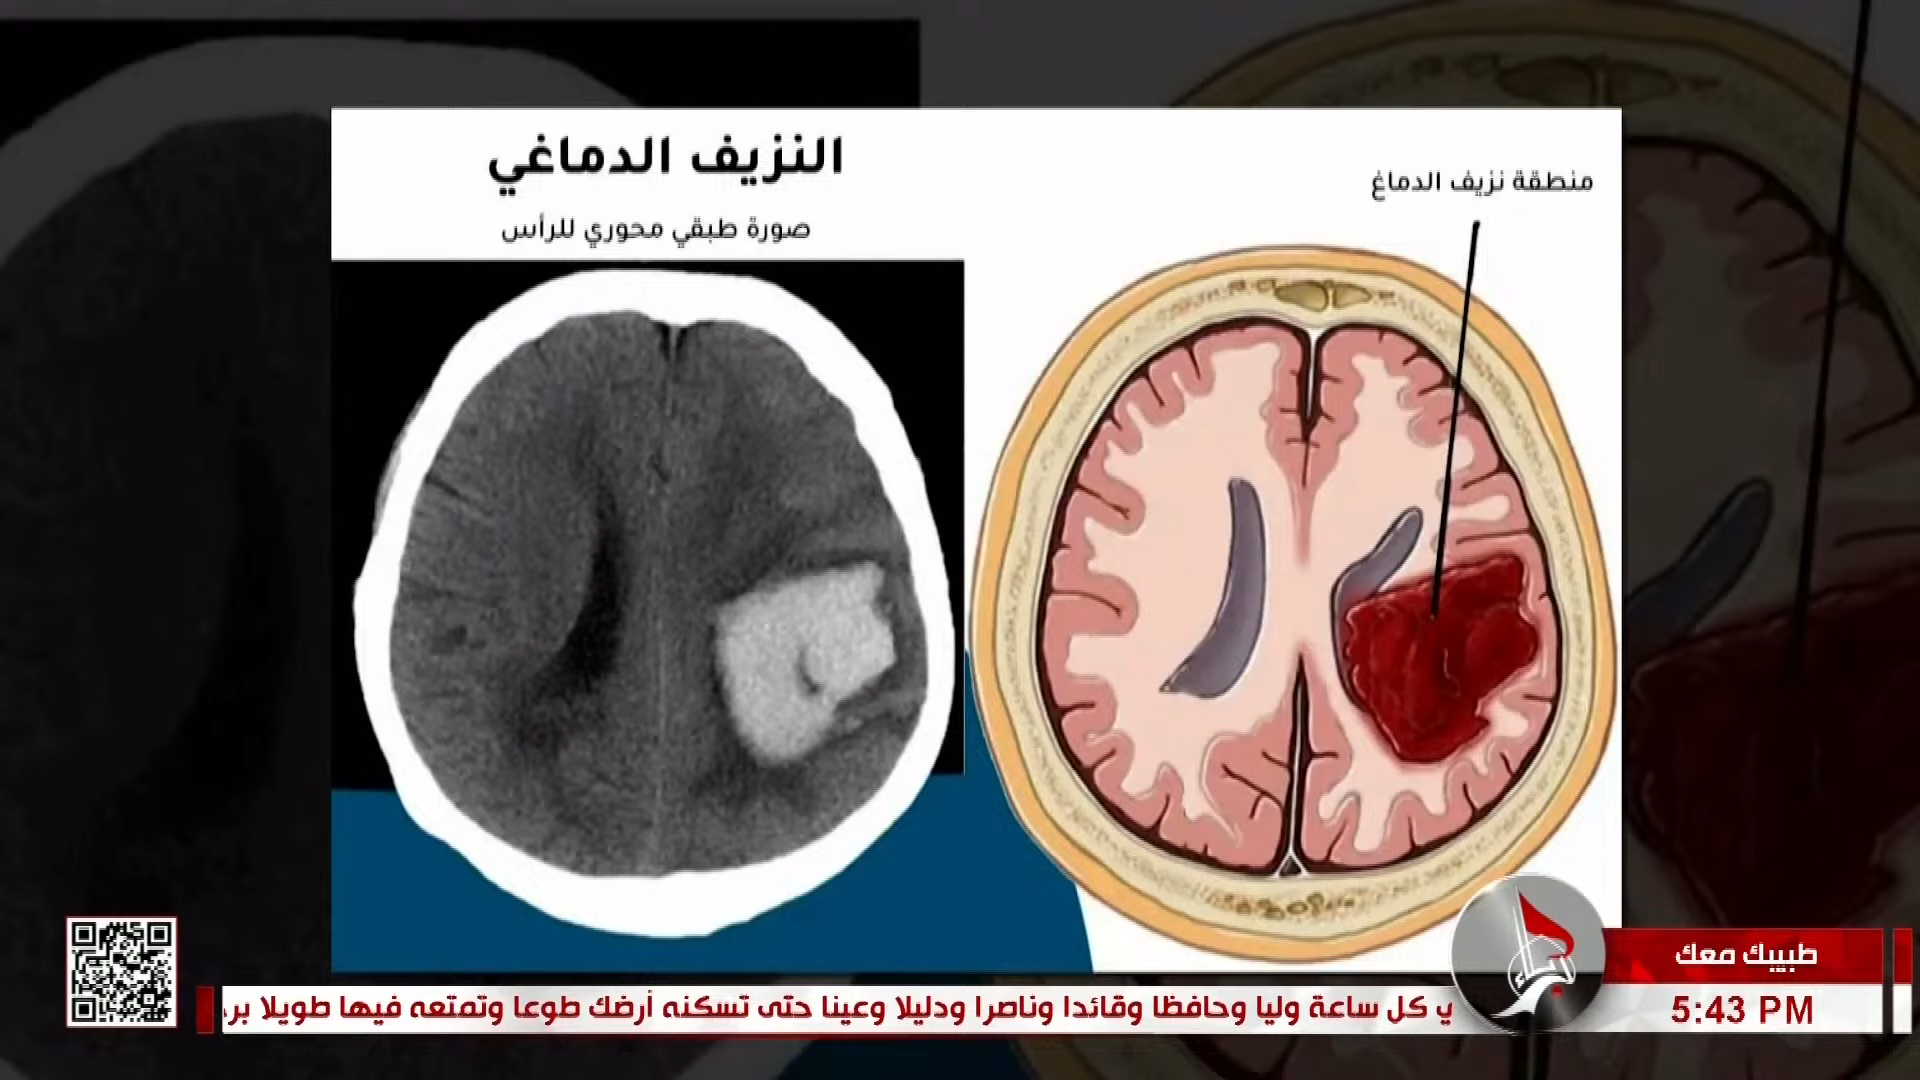 النزيف الدماغي
صورة طبقي محوري للرأس
منطقة نزيف الدماغ
طبيبك معك
5:43 PM
كل ساعة وليا وحافظا وقائدا وناصرا ودليلا وعينا حتى تسكنه أرضك طوعا وتمتعه فيها طويلا